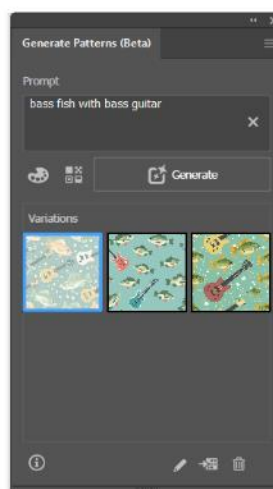 Generate Patterns (Beta)
Prompt
bass fish with bass guitar
Generate
Variations